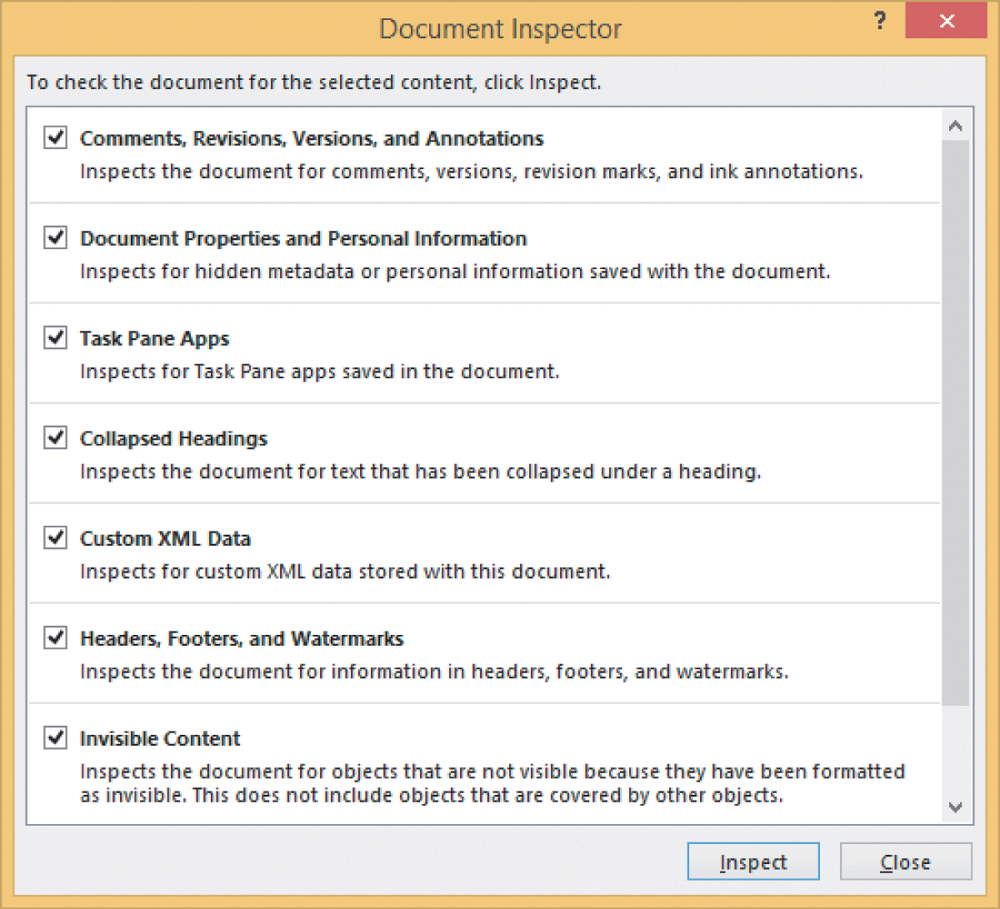 Document Inspector
?
To check the document for the selected content, click Inspect.
Comments, Revisions, Versions, and Annotations
Inspects the document for comments, versions, revision marks, and ink annotations.
Document Properties and Personal Information
Inspects for hidden metadata or personal information saved with the document.
Task Pane Apps
Inspects for Task Pane apps saved in the document.
Collapsed Headings
Inspects the document for text that has been collapsed under a heading.
Custom XML Data
Inspects for custom XML data stored with this document.
Headers, Footers, and Watermarks
Inspects the document for information in headers, footers, and watermarks.
Invisible Content
Inspects the document for objects that are not visible because they have been formatted
as invisible. This does not include objects that are covered by other objects.
Inspect
Close